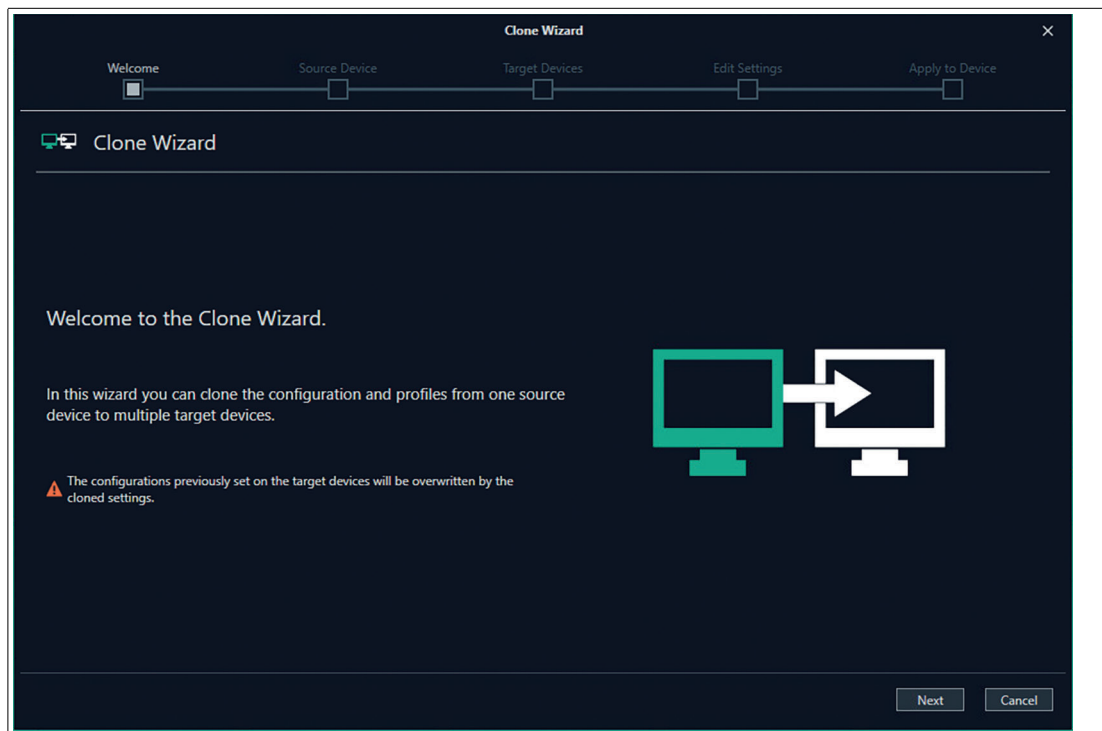 Clone Wizard
Welcome Source Device Target Devices Edit Settings Apply to Device
Clone Wizard
Welcome to the Clone Wizard.
In this wizard you can clone the configuration and profiles from one source
device to multiple target devices.
The configurations previously set on the target devices will be overwritten by the
cloned settings.
Next Cancel